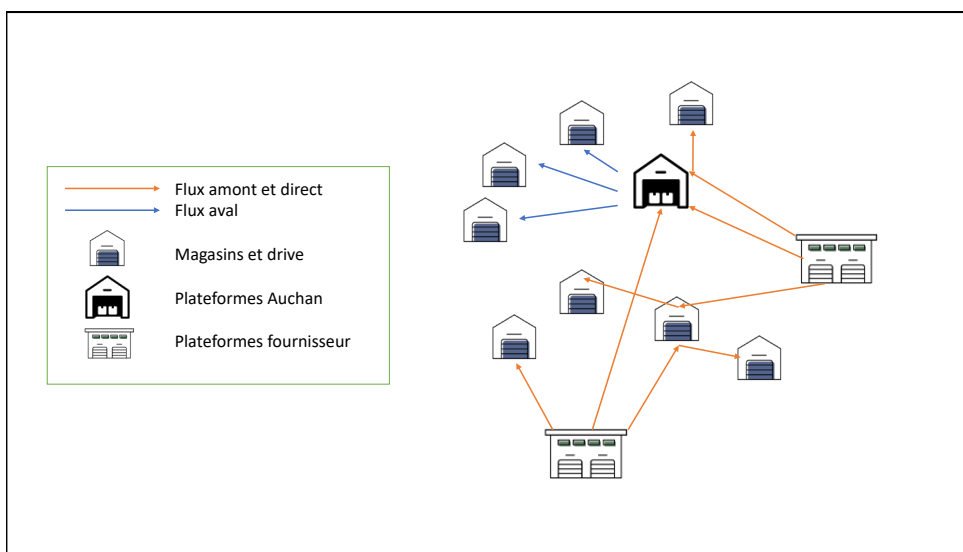 Flux amont et direct
Flux aval
Magasins et drive
Plateformes Auchan
Plateformes fournisseur